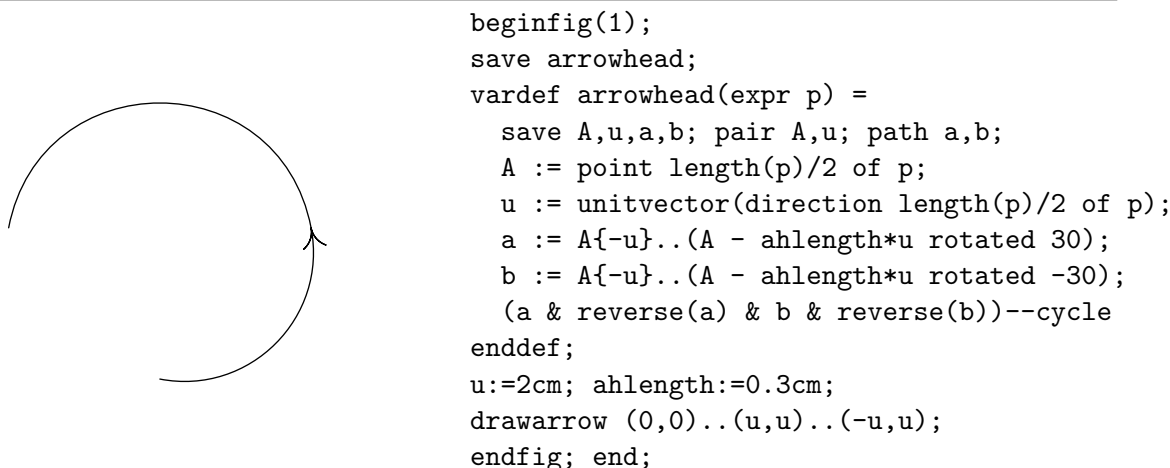 beginfig(1);
save arrowhead;
vardef arrowhead(expr p) =
  save A,u,a,b; pair A,u; path a,b;
  A := point length(p)/2 of p;
  u := unitvector(direction length(p)/2 of p);
  a := A{-u}..(A - ahlength*u rotated 30);
  b := A{-u}..(A - ahlength*u rotated -30);
  (a & reverse(a) & b & reverse(b))--cycle
enddef;
u:=2cm; ahlength:=0.3cm;
drawarrow (0,0)..(u,u)..(-u,u);
endfig; end;